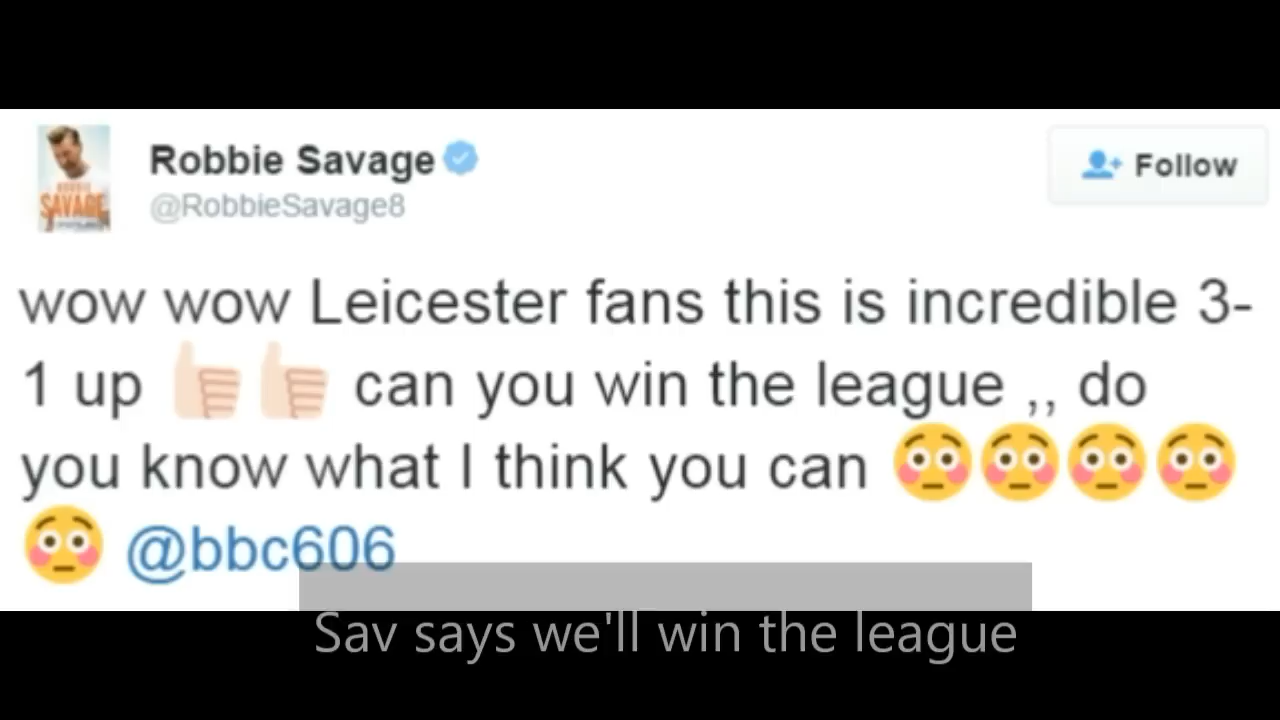 Robbie Savage
@RobbieSavage8
Follow
SAVAGE
wow wow Leicester fans this is incredible 3-
1 up 👍🏻👍🏻 can you win the league ,, do
you know what I think you can 😳😳😳😳
😳 @bbc606
Sav says we'll win the league